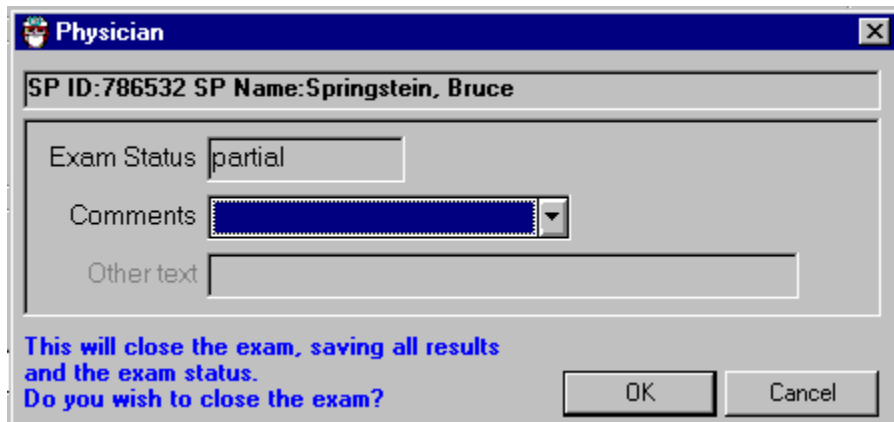 Physician
SP ID:786532 SP Name:Springstein, Bruce
Exam Status partial
Comments
Other text
This will close the exam, saving all results
and the exam status.
Do you wish to close the exam?
OK Cancel